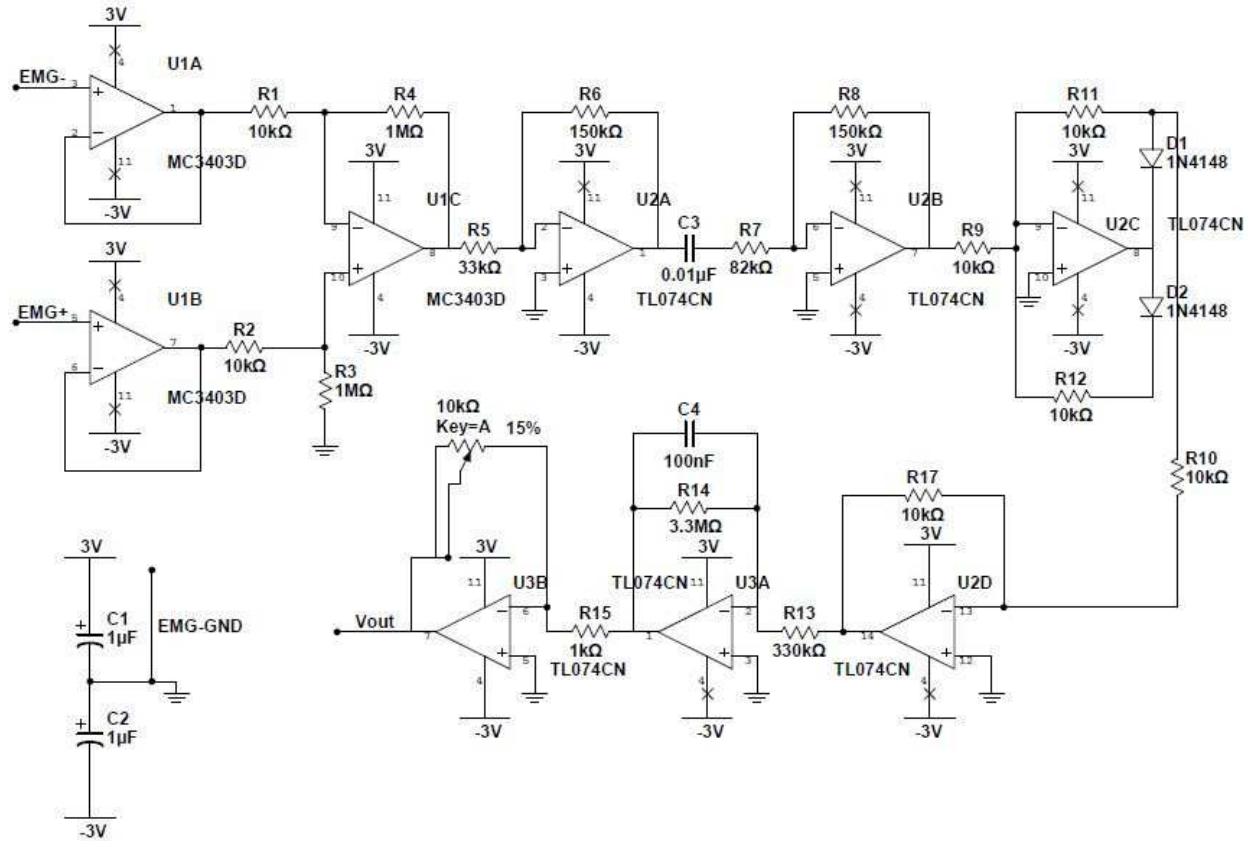 3V
4
EMG-
3
2
1
11
-3V
U1A
MC3403D
R1
10kΩ
R4
1MΩ
3V
11
9
10
8
4
-3V
U1C
MC3403D
3V
4
EMG+
5
6
7
11
-3V
U1B
MC3403D
R2
10kΩ
R3
1MΩ
R5
33kΩ
R6
150kΩ
3V
11
2
3
1
4
-3V
U2A
TL074CN
C3
0.01µF
R7
82kΩ
R8
150kΩ
3V
11
6
5
7
4
-3V
U2B
TL074CN
R9
10kΩ
R11
10kΩ
3V
11
9
10
8
4
-3V
U2C
TL074CN
D1
1N4148
D2
1N4148
R12
10kΩ
R10
10kΩ
10kΩ
Key=A
15%
C4
100nF
R14
3.3MΩ
R17
10kΩ
3V
11
U3B
6
5
7
4
-3V
TL074CN
Vout
R15
1kΩ
3V
11
TL074CN
U3A
2
3
1
4
-3V
R13
330kΩ
3V
11
U2D
13
12
14
4
-3V
TL074CN
3V
+
C1
1µF
EMG-GND
+
C2
1µF
-3V